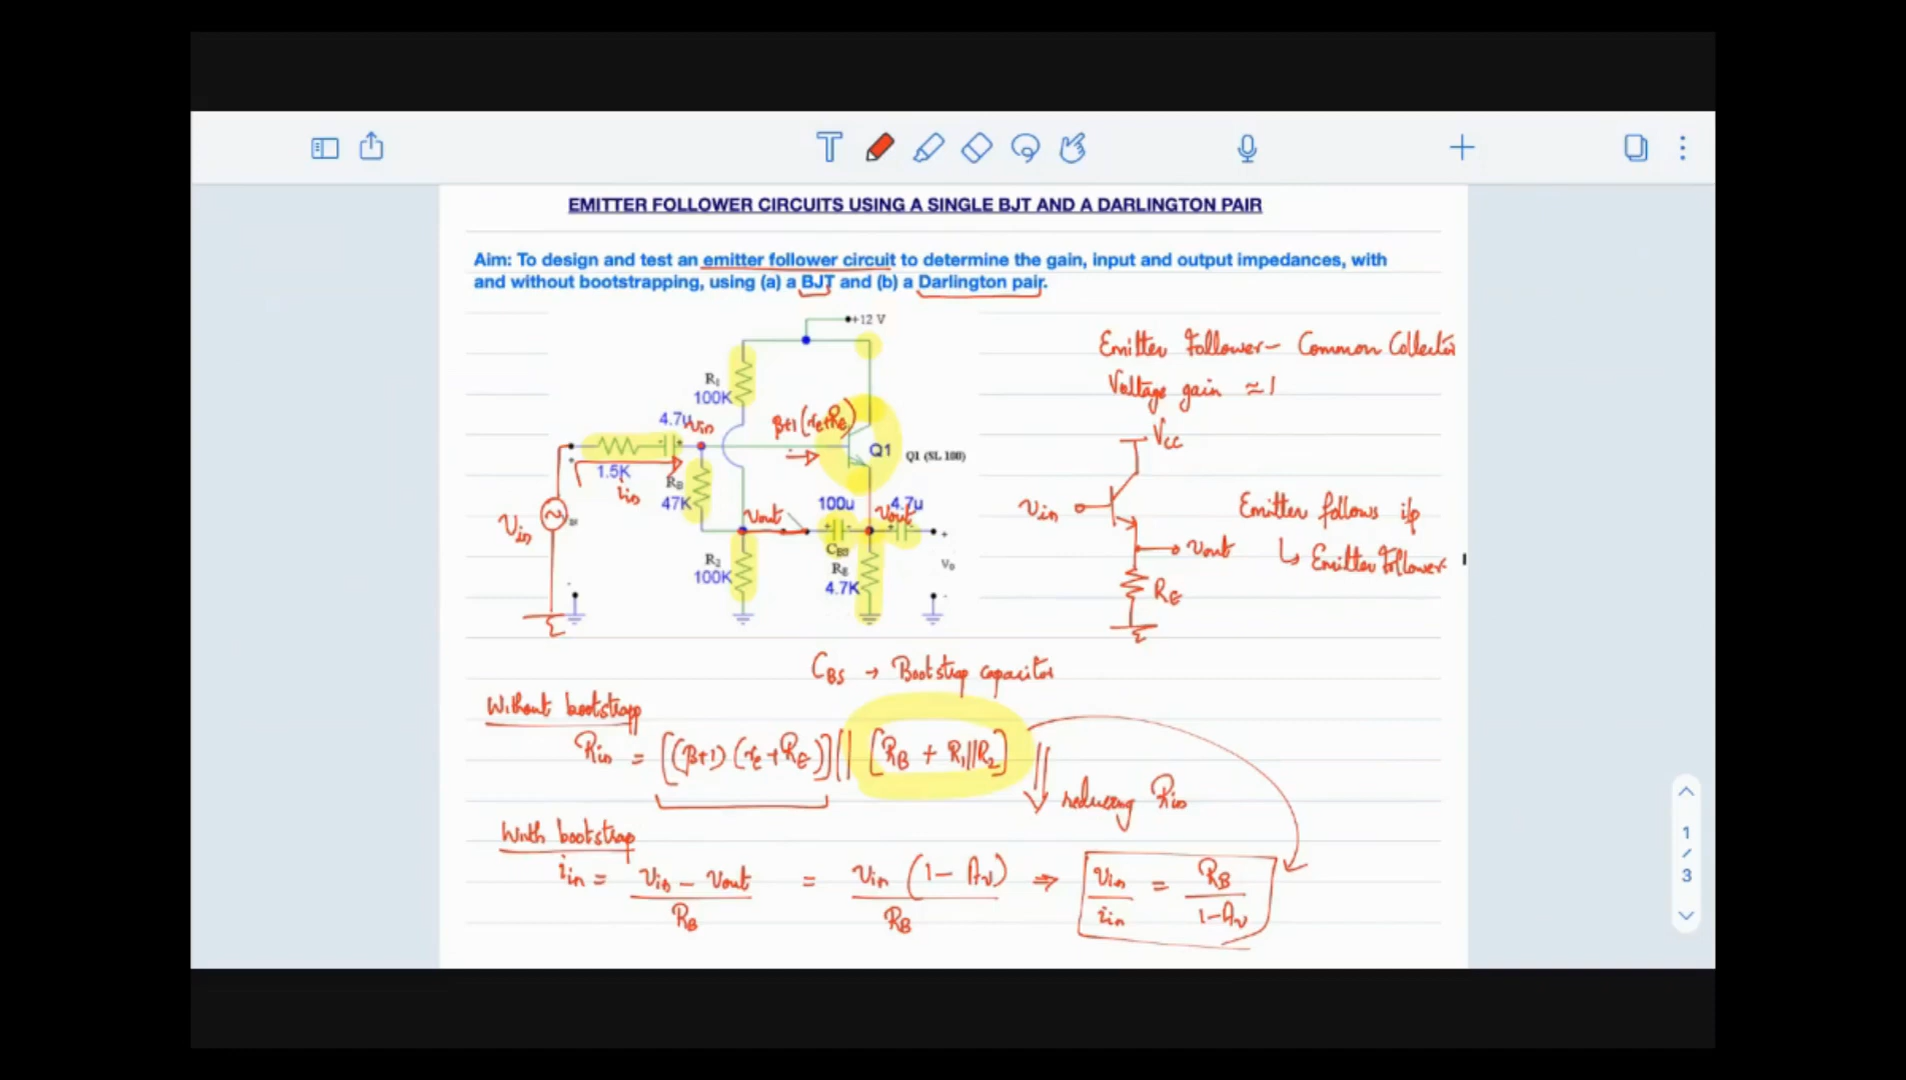 EMITTER FOLLOWER CIRCUITS USING A SINGLE BJT AND A DARLINGTON PAIR
Aim: To design and test an emitter follower circuit to determine the gain, input and output impedances, with
and without bootstrapping, using (a) a BJT and (b) a Darlington pair.
+12 V
R1
100K
4.7u
Vin
β+1 (re+RE)
Q1
Q1 (SL 100)
1.5K
iin
RB
47K
Vin
Vout
100u
4.7u
Vout
CBS
R2
100K
RE
4.7K
V0
Emitter Follower - Common Collector
Voltage gain ≈ 1
Vcc
Vin
Vout
RE
Emitter follows i/p
↳ Emitter Follower
CBS → Bootstrap capacitor
Without bootstrapp
Rin = [(β+1) (re+RE)] || [RB + R1||R2]
reducing Rin
With bootstrap
iin = Vin - Vout / RB = Vin (1 - Av) / RB ⇒ Vin / iin = RB / 1-Av
1
/
3